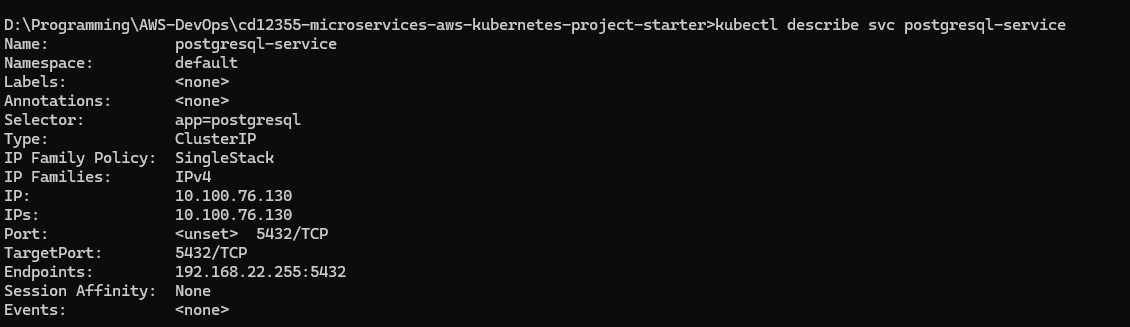 D:\Programming\AWS-DevOps\cd12355-microservices-aws-kubernetes-project-starter>kubectl describe svc postgresql-service
Name:              postgresql-service
Namespace:         default
Labels:            <none>
Annotations:       <none>
Selector:          app=postgresql
Type:              ClusterIP
IP Family Policy:  SingleStack
IP Families:       IPv4
IP:                10.100.76.130
IPs:               10.100.76.130
Port:              <unset>  5432/TCP
TargetPort:        5432/TCP
Endpoints:         192.168.22.255:5432
Session Affinity:  None
Events:            <none>